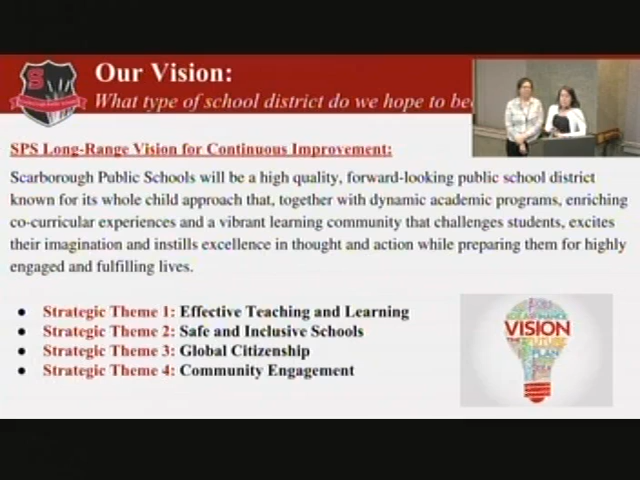 Our Vision:
What type of school district do we hope to be
SPS Long-Range Vision for Continuous Improvement:
Scarborough Public Schools will be a high quality, forward-looking public school district
known for its whole child approach that, together with dynamic academic programs, enriching
co-curricular experiences and a vibrant learning community that challenges students, excites
their imagination and instills excellence in thought and action while preparing them for highly
engaged and fulfilling lives.
● Strategic Theme 1: Effective Teaching and Learning
● Strategic Theme 2: Safe and Inclusive Schools
● Strategic Theme 3: Global Citizenship
● Strategic Theme 4: Community Engagement
S
VISION
FUTURE
PLAN